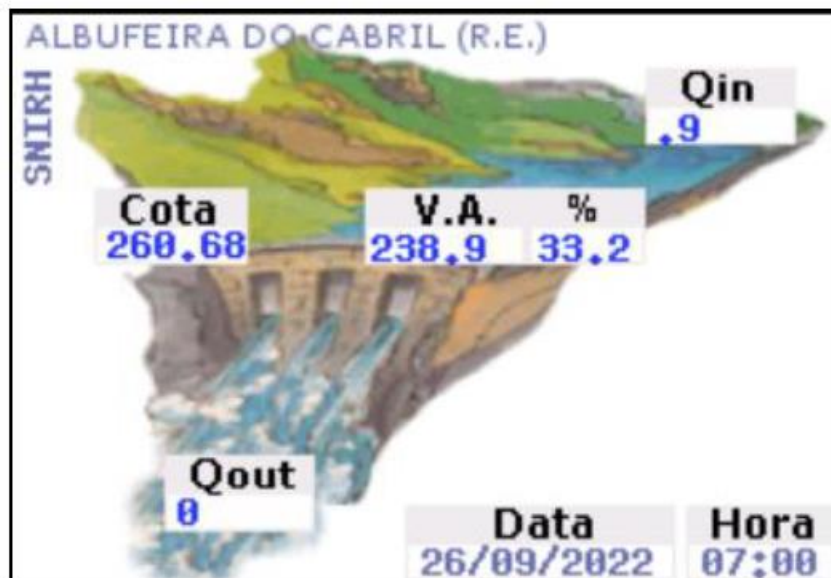 ALBUFEIRA DO CABRIL (R.E.)
SNIRH
Qin
.9
Cota
260.68
V.A. %
238.9 33.2
Qout
0
Data Hora
26/09/2022 07:00